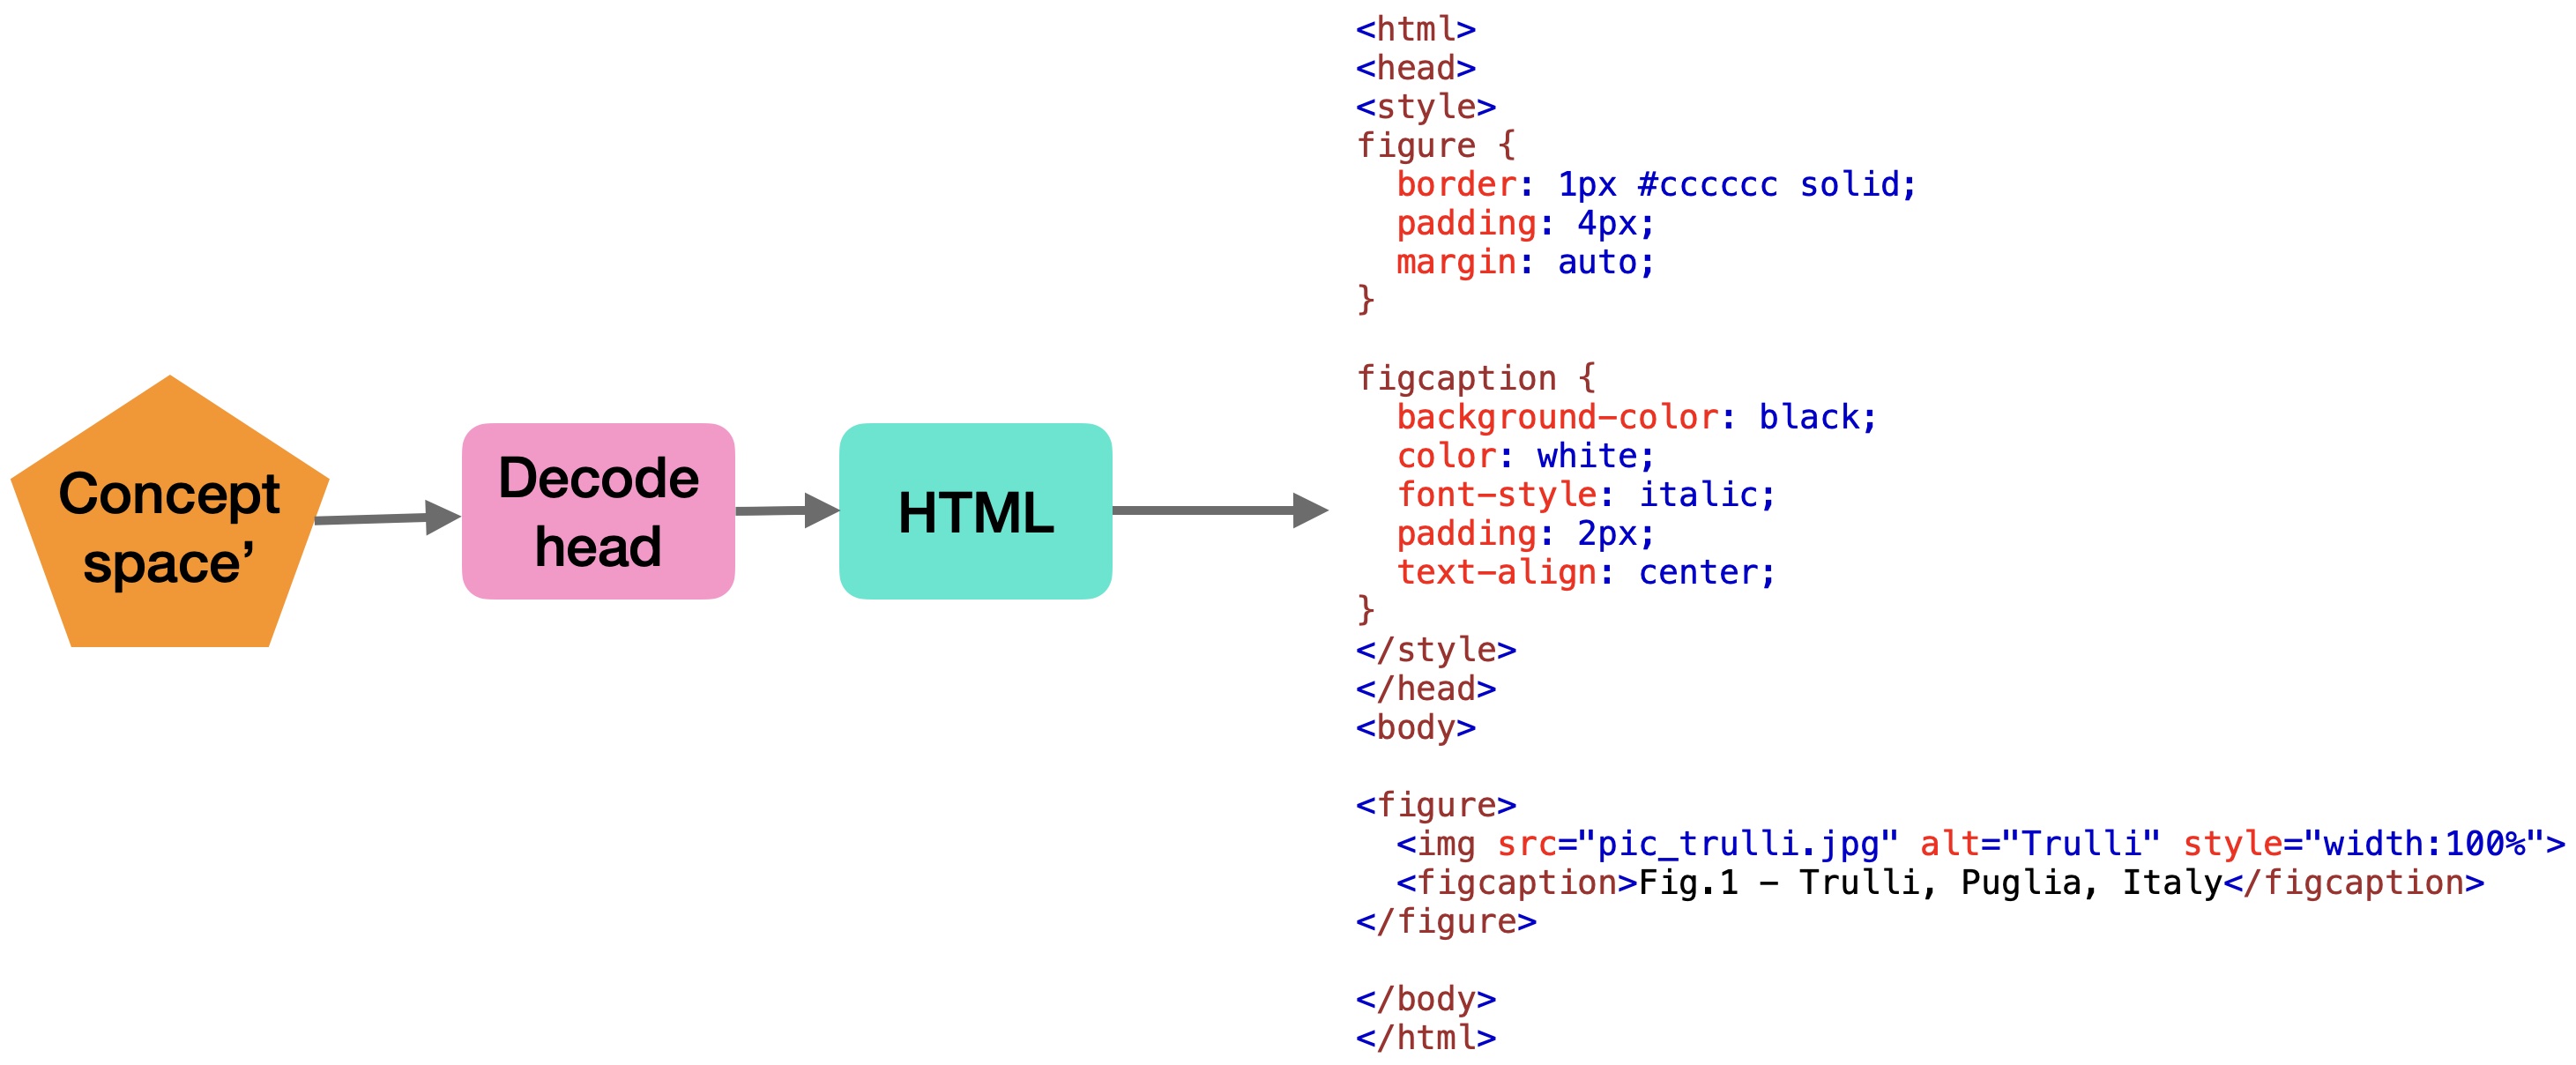 Concept
space’
Decode
head
HTML
<html>
<head>
<style>
figure {
  border: 1px #cccccc solid;
  padding: 4px;
  margin: auto;
}

figcaption {
  background-color: black;
  color: white;
  font-style: italic;
  padding: 2px;
  text-align: center;
}
</style>
</head>
<body>

<figure>
  <img src="pic_trulli.jpg" alt="Trulli" style="width:100%">
  <figcaption>Fig.1 - Trulli, Puglia, Italy</figcaption>
</figure>

</body>
</html>